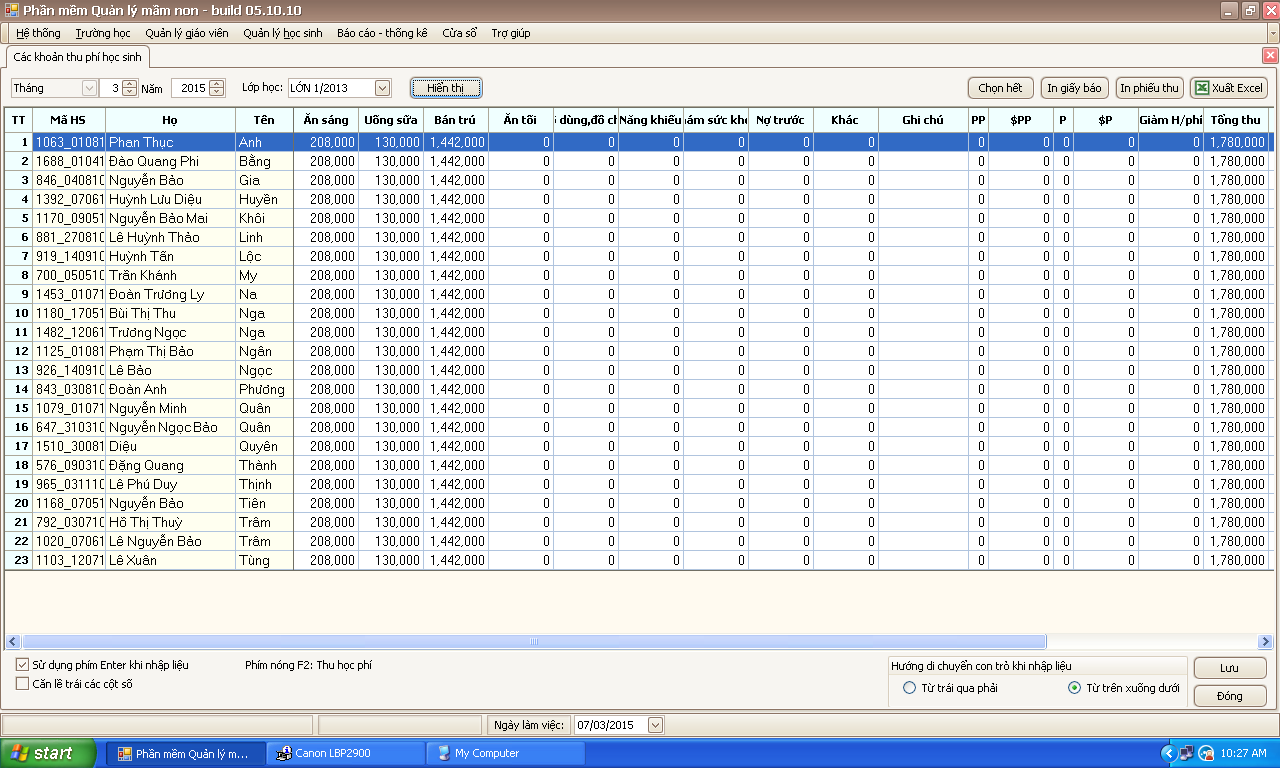 Phần mềm Quản lý mầm non - build 05.10.10
Hệ thống Trường học Quản lý giáo viên Quản lý học sinh Báo cáo - thống kê Cửa sổ Trợ giúp
Các khoản thu phí học sinh
Tháng 3 Năm 2015 Lớp học: LỚN 1/2013 Hiển thị Chọn hết In giấy báo In phiếu thu Xuất Excel
TT Mã HS Họ Tên Ăn sáng Uống sữa Bán trú Ăn tối dùng,đồ ch Năng khiếu ám sức kh Nợ trước Khác Ghi chú PP $PP P $P Giảm H/phí Tổng thu
1 1063_01081 Phan Thục Anh 208,000 130,000 1,442,000 0 0 0 0 0 0 0 0 0 0 0 1,780,000
2 1688_01041 Đào Quang Phi Bằng 208,000 130,000 1,442,000 0 0 0 0 0 0 0 0 0 0 0 1,780,000
3 846_040810 Nguyễn Bảo Gia 208,000 130,000 1,442,000 0 0 0 0 0 0 0 0 0 0 0 1,780,000
4 1392_07061 Huỳnh Lưu Diệu Huyền 208,000 130,000 1,442,000 0 0 0 0 0 0 0 0 0 0 0 1,780,000
5 1170_09051 Nguyễn Bảo Mai Khôi 208,000 130,000 1,442,000 0 0 0 0 0 0 0 0 0 0 0 1,780,000
6 881_270810 Lê Huỳnh Thảo Linh 208,000 130,000 1,442,000 0 0 0 0 0 0 0 0 0 0 0 1,780,000
7 919_140910 Huỳnh Tấn Lộc 208,000 130,000 1,442,000 0 0 0 0 0 0 0 0 0 0 0 1,780,000
8 700_050510 Trần Khánh My 208,000 130,000 1,442,000 0 0 0 0 0 0 0 0 0 0 0 1,780,000
9 1453_01071 Đoàn Trương Ly Na 208,000 130,000 1,442,000 0 0 0 0 0 0 0 0 0 0 0 1,780,000
10 1180_17051 Bùi Thị Thu Nga 208,000 130,000 1,442,000 0 0 0 0 0 0 0 0 0 0 0 1,780,000
11 1482_12061 Trương Ngọc Nga 208,000 130,000 1,442,000 0 0 0 0 0 0 0 0 0 0 0 1,780,000
12 1125_01081 Phạm Thị Bảo Ngân 208,000 130,000 1,442,000 0 0 0 0 0 0 0 0 0 0 0 1,780,000
13 926_140910 Lê Bảo Ngọc 208,000 130,000 1,442,000 0 0 0 0 0 0 0 0 0 0 0 1,780,000
14 843_030810 Đoàn Anh Phương 208,000 130,000 1,442,000 0 0 0 0 0 0 0 0 0 0 0 1,780,000
15 1079_01071 Nguyễn Minh Quân 208,000 130,000 1,442,000 0 0 0 0 0 0 0 0 0 0 0 1,780,000
16 647_310310 Nguyễn Ngọc Bảo Quân 208,000 130,000 1,442,000 0 0 0 0 0 0 0 0 0 0 0 1,780,000
17 1510_30081 Diệu Quyên 208,000 130,000 1,442,000 0 0 0 0 0 0 0 0 0 0 0 1,780,000
18 576_090310 Đặng Quang Thành 208,000 130,000 1,442,000 0 0 0 0 0 0 0 0 0 0 0 1,780,000
19 965_031110 Lê Phú Duy Thịnh 208,000 130,000 1,442,000 0 0 0 0 0 0 0 0 0 0 0 1,780,000
20 1168_07051 Nguyễn Bảo Tiên 208,000 130,000 1,442,000 0 0 0 0 0 0 0 0 0 0 0 1,780,000
21 792_030710 Hồ Thị Thuỳ Trâm 208,000 130,000 1,442,000 0 0 0 0 0 0 0 0 0 0 0 1,780,000
22 1020_07061 Lê Nguyễn Bảo Trâm 208,000 130,000 1,442,000 0 0 0 0 0 0 0 0 0 0 0 1,780,000
23 1103_12071 Lê Xuân Tùng 208,000 130,000 1,442,000 0 0 0 0 0 0 0 0 0 0 0 1,780,000
Sử dụng phím Enter khi nhập liệu Phím nóng F2: Thu học phí Hướng di chuyển con trỏ khi nhập liệu Lưu
Căn lề trái các cột số Từ trái qua phải Từ trên xuống dưới Đóng
Ngày làm việc: 07/03/2015
start Phần mềm Quản lý m... Canon LBP2900 My Computer 10:27 AM